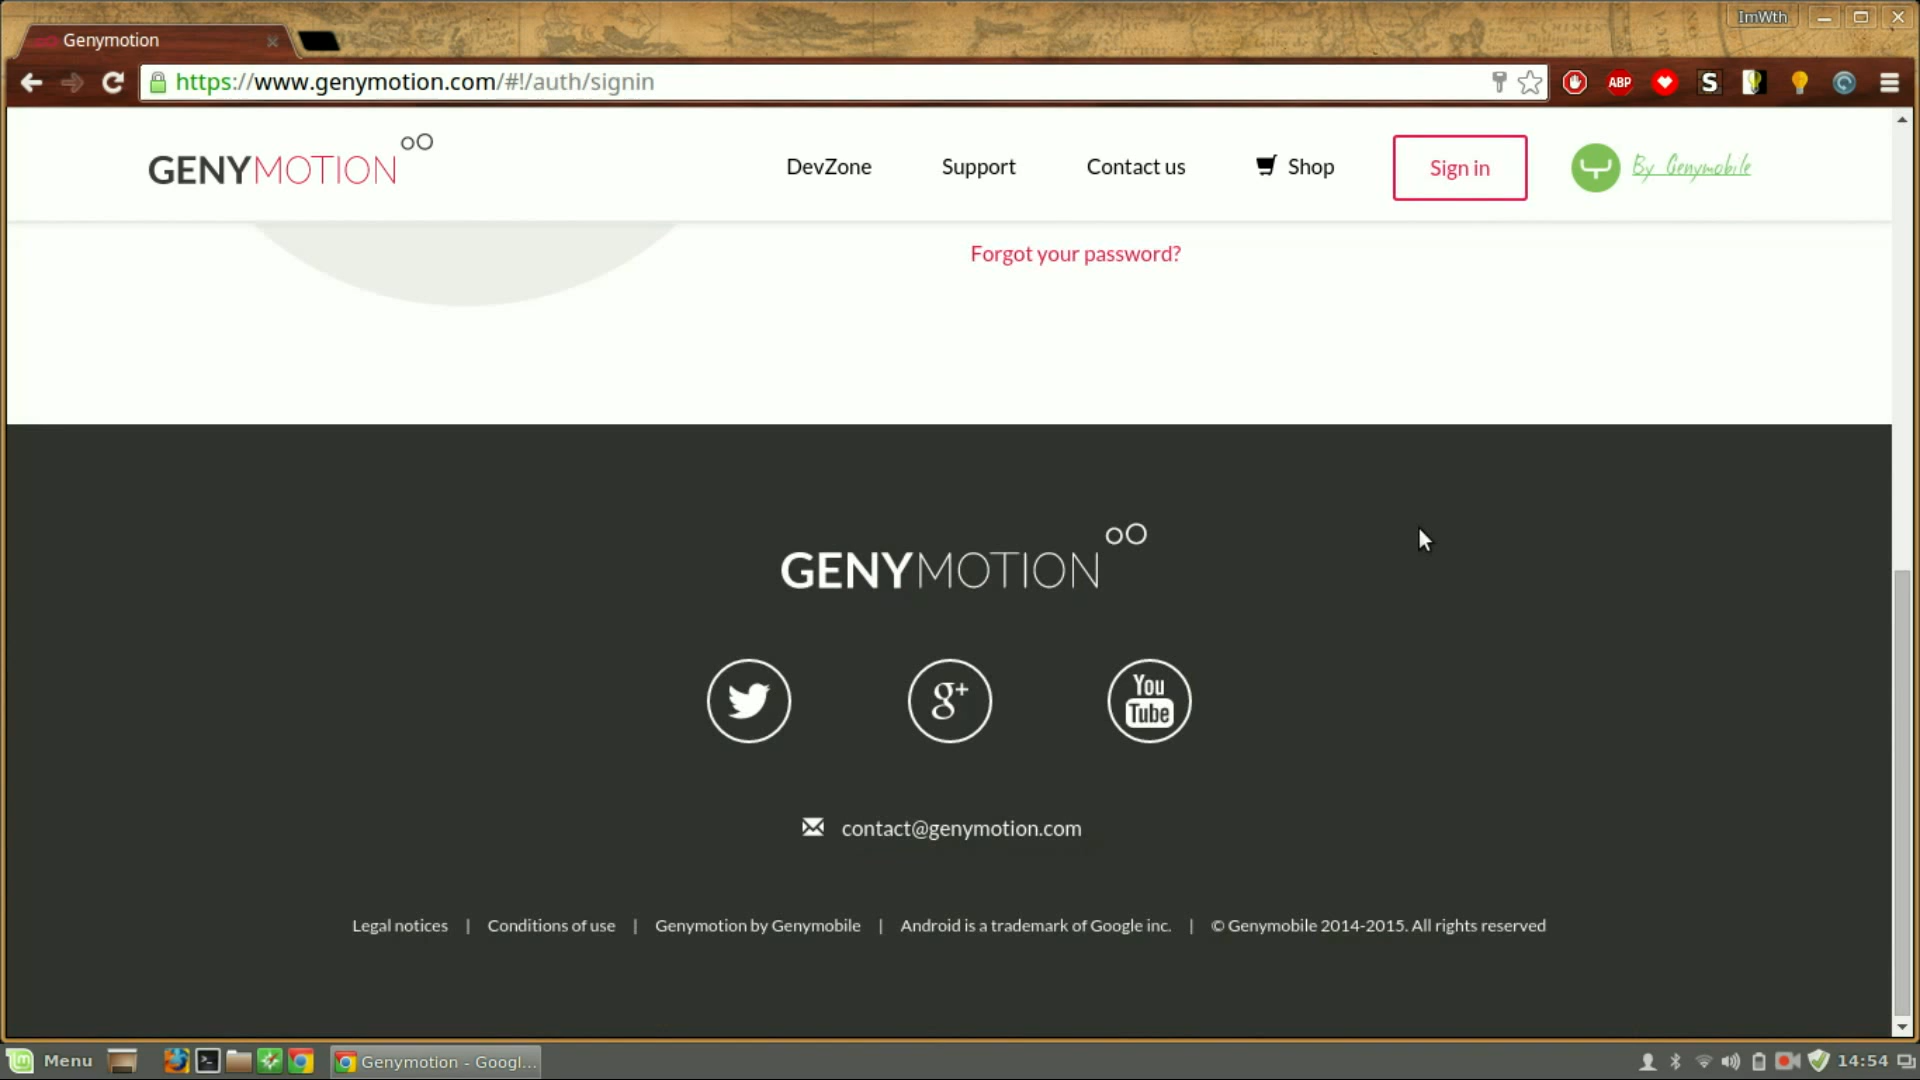 ImWth
Genymotion
https://www.genymotion.com/#!/auth/signin
ABP
S
GENYMOTION
DevZone
Support
Contact us
Shop
Sign in
By Genymobile
Forgot your password?
GENYMOTION
g+
You
Tube
contact@genymotion.com
Legal notices | Conditions of use | Genymotion by Genymobile | Android is a trademark of Google inc. | © Genymobile 2014-2015. All rights reserved
Menu
Genymotion - Googl...
14:54